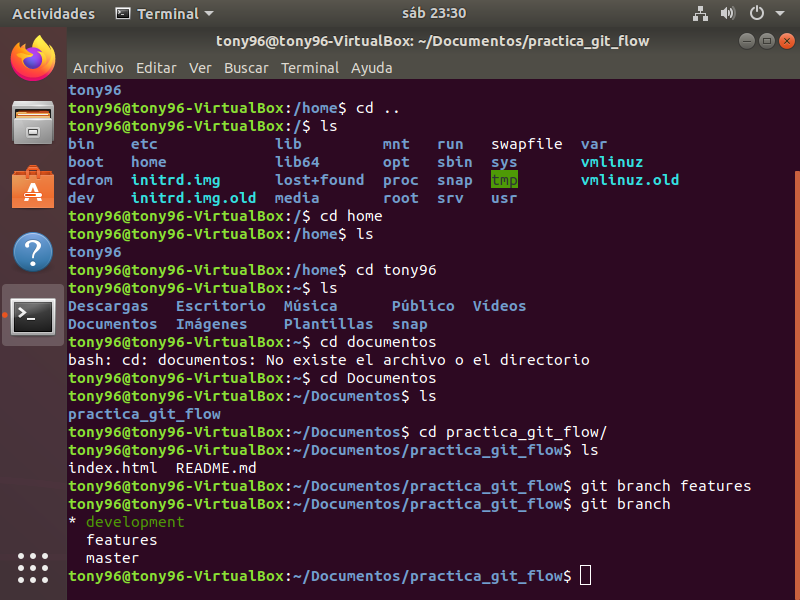 Actividades Terminal sáb 23:30
tony96@tony96-VirtualBox: ~/Documentos/practica_git_flow
Archivo Editar Ver Buscar Terminal Ayuda
tony96
tony96@tony96-VirtualBox:/home$ cd ..
tony96@tony96-VirtualBox:/$ ls
bin etc lib mnt run swapfile var
boot home lib64 opt sbin sys vmlinuz
cdrom initrd.img lost+found proc snap tmp vmlinuz.old
dev initrd.img.old media root srv usr
tony96@tony96-VirtualBox:/$ cd home
tony96@tony96-VirtualBox:/home$ ls
tony96
tony96@tony96-VirtualBox:/home$ cd tony96
tony96@tony96-VirtualBox:~$ ls
Descargas Escritorio Música Público Vídeos
Documentos Imágenes Plantillas snap
tony96@tony96-VirtualBox:~$ cd documentos
bash: cd: documentos: No existe el archivo o el directorio
tony96@tony96-VirtualBox:~$ cd Documentos
tony96@tony96-VirtualBox:~/Documentos$ ls
practica_git_flow
tony96@tony96-VirtualBox:~/Documentos$ cd practica_git_flow/
tony96@tony96-VirtualBox:~/Documentos/practica_git_flow$ ls
index.html README.md
tony96@tony96-VirtualBox:~/Documentos/practica_git_flow$ git branch features
tony96@tony96-VirtualBox:~/Documentos/practica_git_flow$ git branch
* development
features
master
tony96@tony96-VirtualBox:~/Documentos/practica_git_flow$